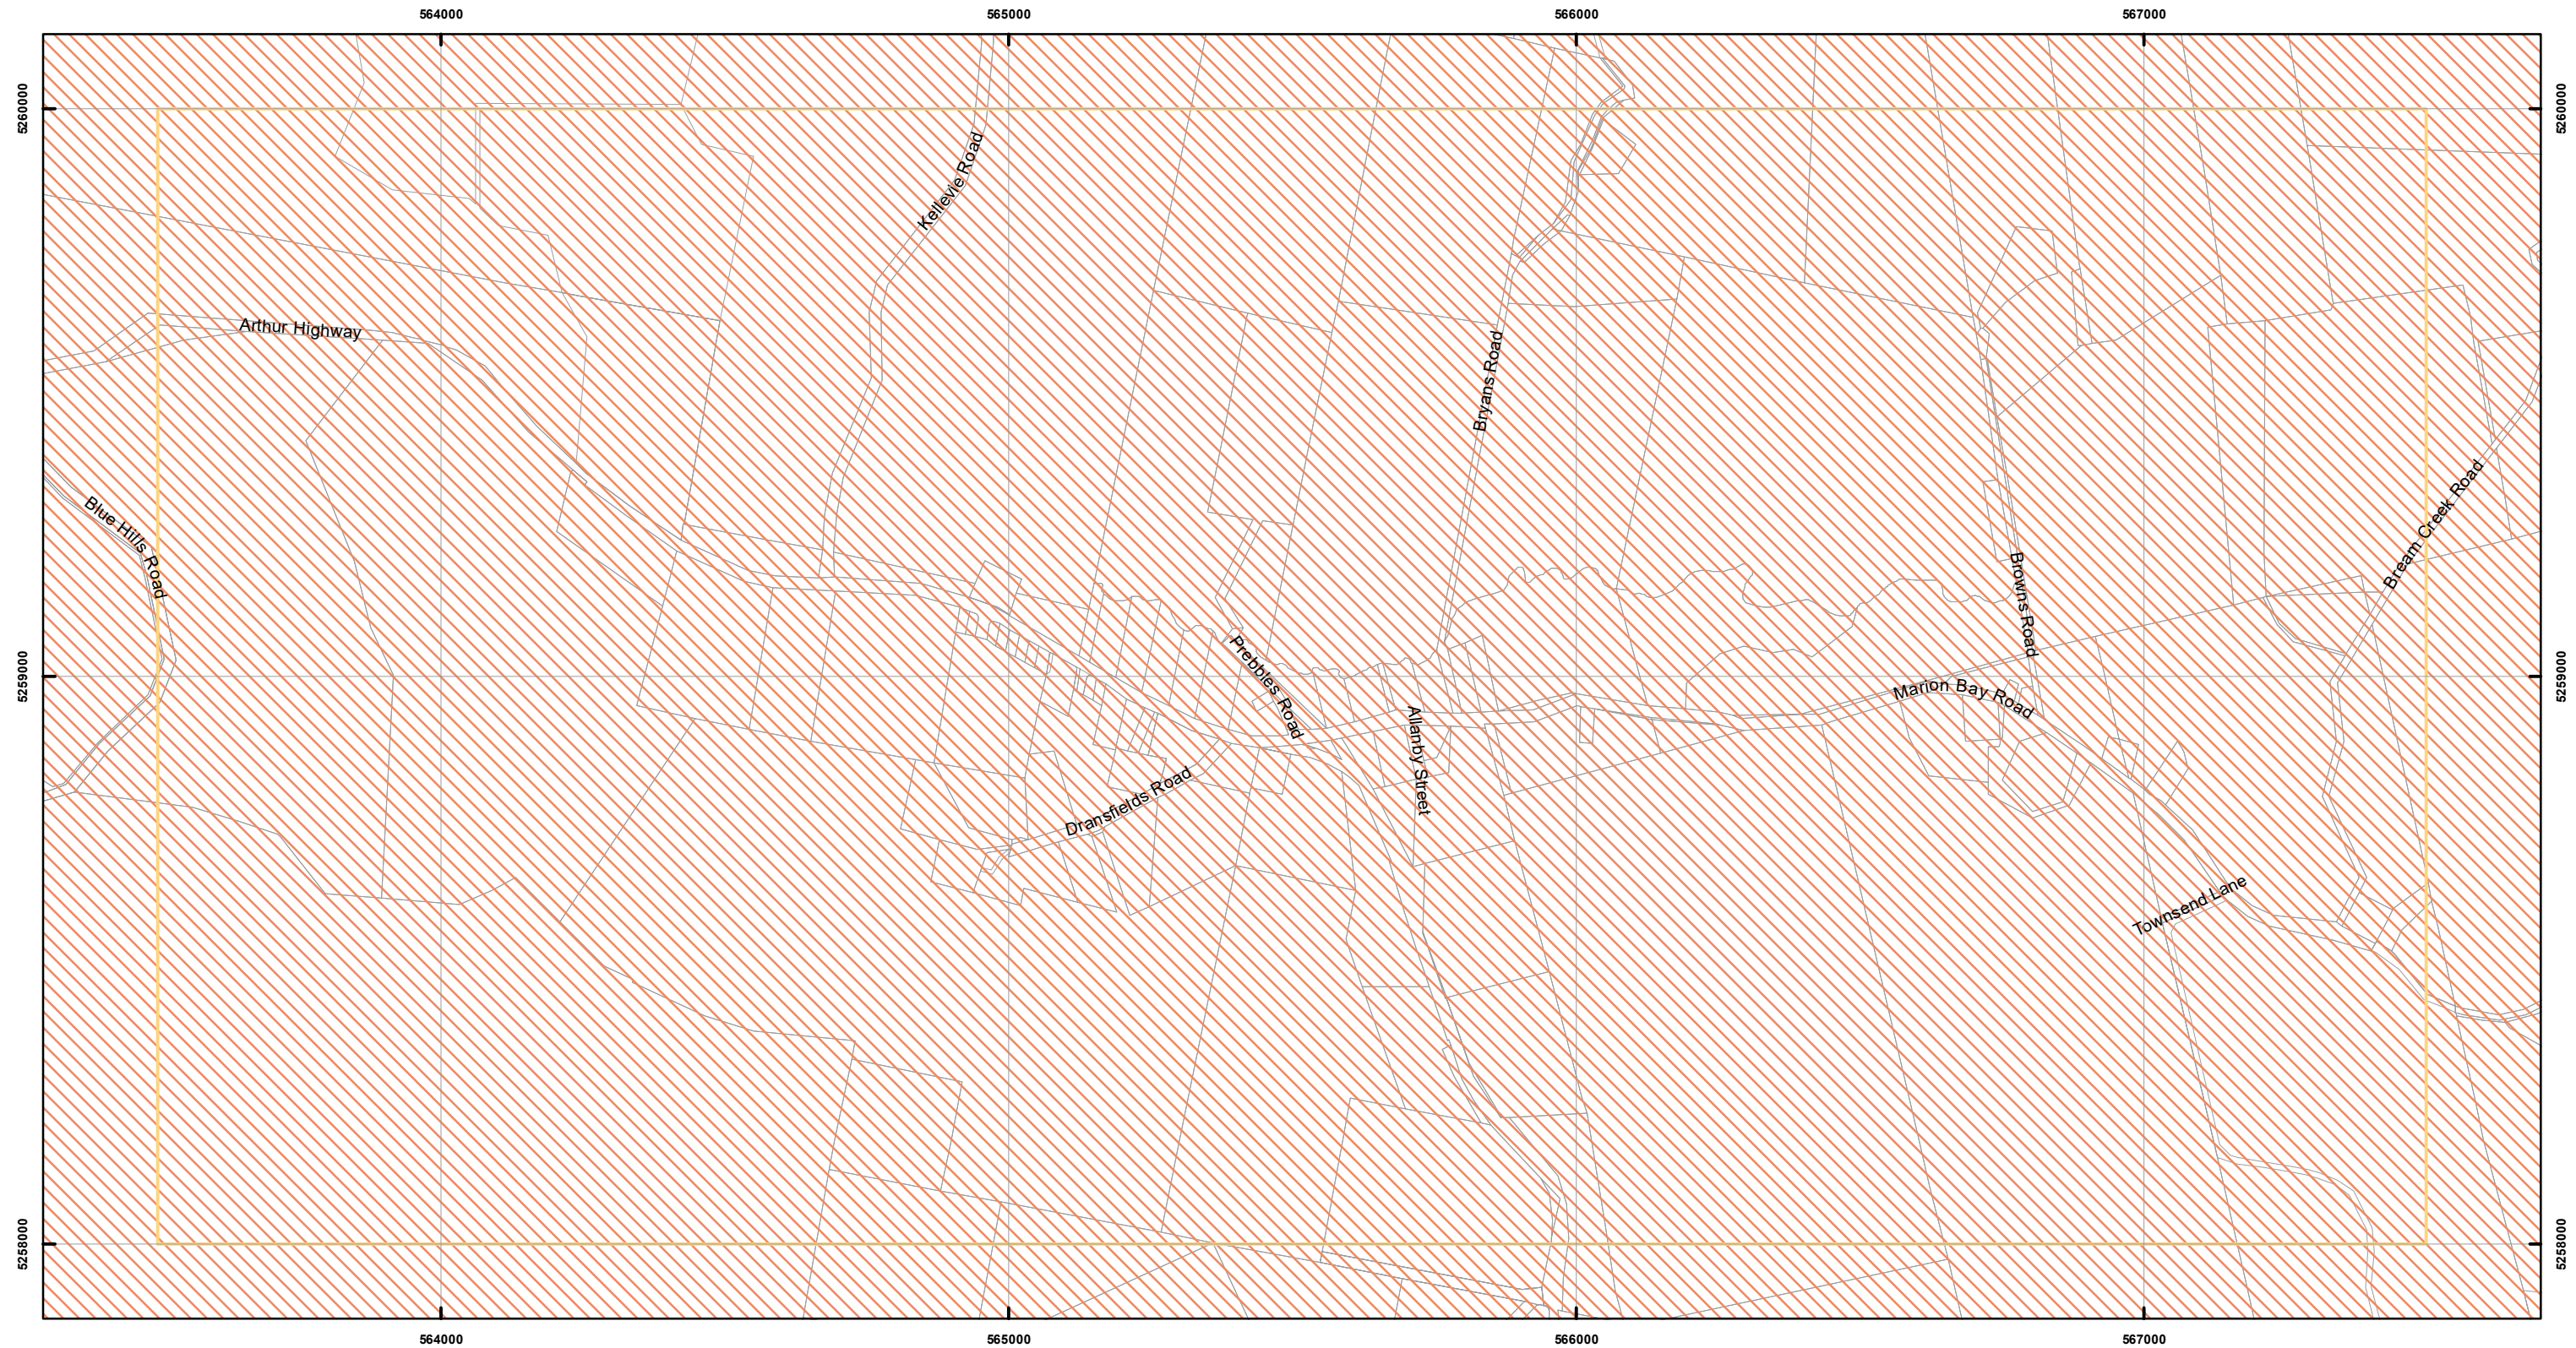 564000
565000
566000
567000
5260000
5260000
Kellevie Road
Arthur Highway
Bryans Road
Blue Hills Road
Bream Creek Road
Browns Road
5259000
5259000
Prebbles Road
Marion Bay Road
Allanby Street
Dransfields Road
Townsend Lane
5258000
5258000
564000
565000
566000
567000